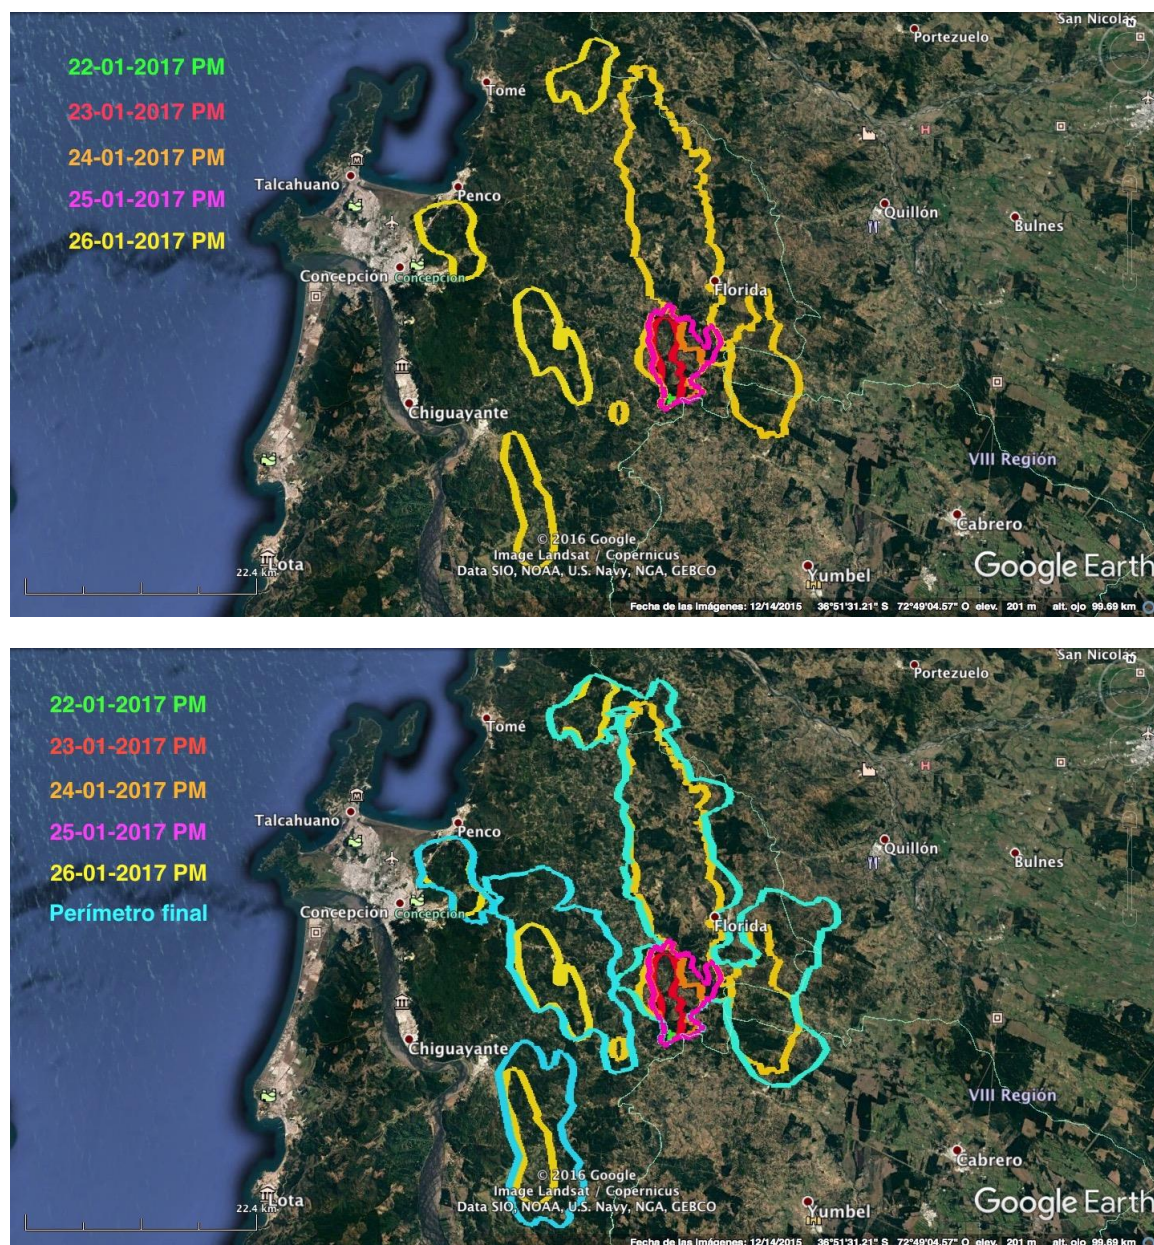 San Nicolás
N
Portezuelo
22-01-2017 PM
Tomé
23-01-2017 PM
H
24-01-2017 PM
M
Talcahuano
Penco
25-01-2017 PM
Quillón
Bulnes
26-01-2017 PM
Concepción
Concepción
Florida
Chiguayante
VIII Región
Cabrero
© 2016 Google
Image Landsat / Copernicus
Data SIO, NOAA, U.S. Navy, NGA, GEBCO
Lota
22.4 km
Yumbel
Google Earth
Fecha de las imágenes: 12/14/2015 36°51'31.21" S 72°49'04.57" O elev. 201 m alt. ojo 99.69 km
San Nicolás
N
Portezuelo
22-01-2017 PM
Tomé
23-01-2017 PM
H
24-01-2017 PM
M
Talcahuano
Penco
25-01-2017 PM
Quillón
Bulnes
26-01-2017 PM
Perímetro final
Concepción
Concepción
Florida
Chiguayante
VIII Región
Cabrero
© 2016 Google
Image Landsat / Copernicus
Data SIO, NOAA, U.S. Navy, NGA, GEBCO
Lota
22.4 km
Yumbel
Google Earth
Fecha de las imágenes: 12/14/2015 36°51'31.21" S 72°49'04.57" O elev. 201 m alt. ojo 99.69 km